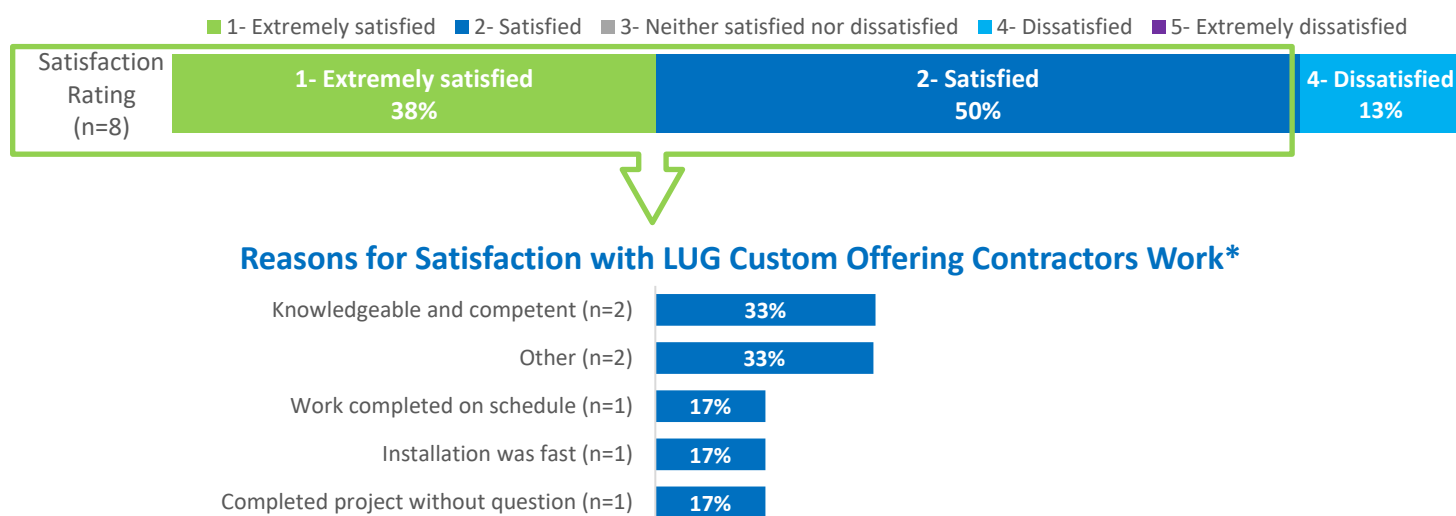 1- Extremely satisfied 2- Satisfied 3- Neither satisfied nor dissatisfied 4- Dissatisfied 5- Extremely dissatisfied
Satisfaction
Rating
(n=8)
1- Extremely satisfied
38%
2- Satisfied
50%
4- Dissatisfied
13%
Reasons for Satisfaction with LUG Custom Offering Contractors Work*
Knowledgeable and competent (n=2) 33%
Other (n=2) 33%
Work completed on schedule (n=1) 17%
Installation was fast (n=1) 17%
Completed project without question (n=1) 17%